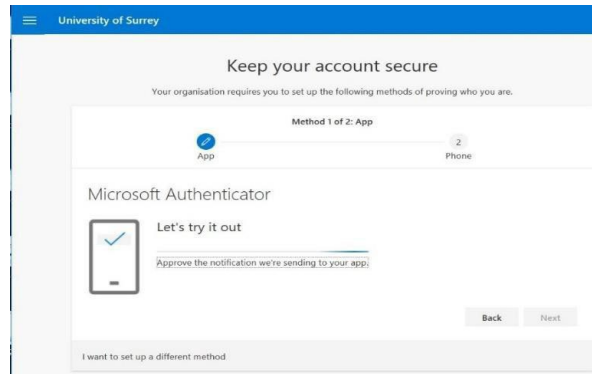 University of Surrey
Keep your account secure
Your organisation requires you to set up the following methods of proving who you are.
Method 1 of 2: App
2
App
Phone
Microsoft Authenticator
Let's try it out
Approve the notification we're sending to your app.
Back Next
I want to set up a different method